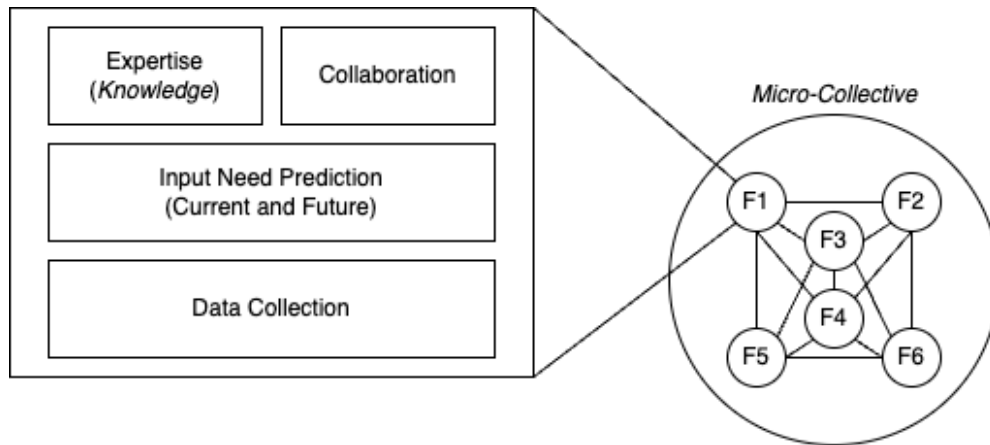 Expertise
(Knowledge)
Collaboration
Input Need Prediction
(Current and Future)
Data Collection
Micro-Collective
F1
F2
F3
F4
F5
F6